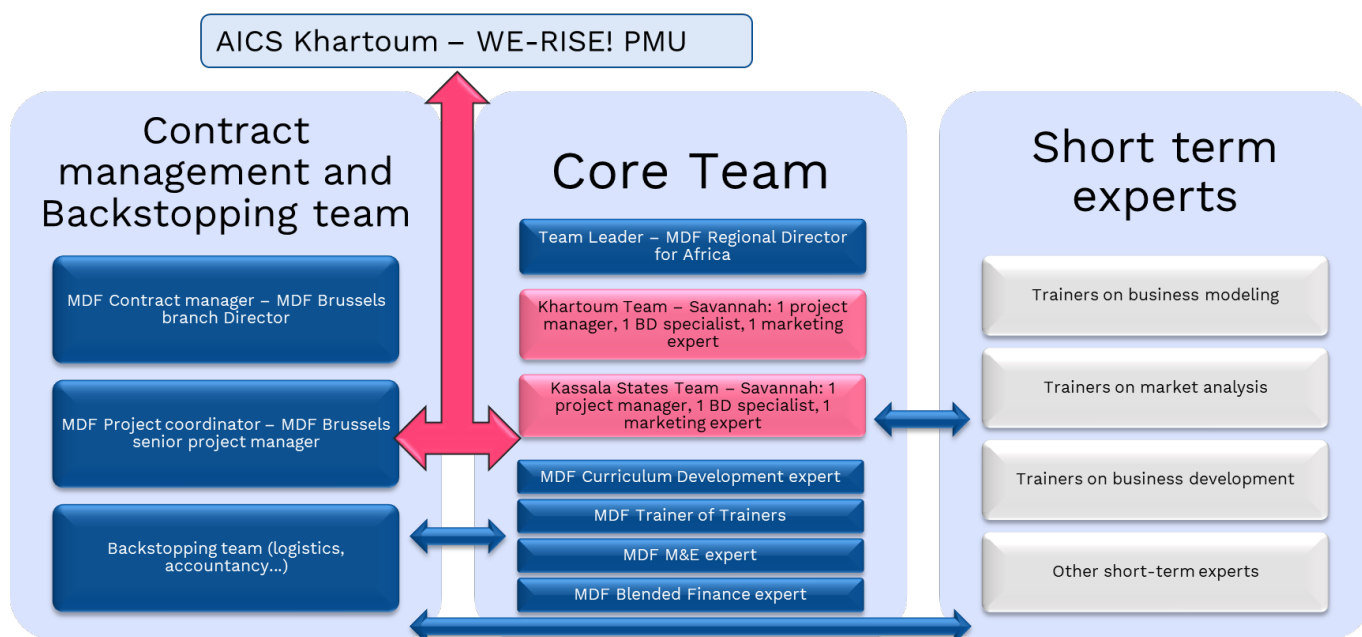 AICS Khartoum – WE-RISE! PMU
Contract
management and
Backstopping team
MDF Contract manager – MDF Brussels
branch Director
MDF Project coordinator – MDF Brussels
senior project manager
Backstopping team (logistics,
accountancy...)
Core Team
Team Leader – MDF Regional Director
for Africa
Khartoum Team – Savannah: 1 project
manager, 1 BD specialist, 1 marketing
expert
Kassala States Team – Savannah: 1
project manager, 1 BD specialist, 1
marketing expert
MDF Curriculum Development expert
MDF Trainer of Trainers
MDF M&E expert
MDF Blended Finance expert
Short term
experts
Trainers on business modeling
Trainers on market analysis
Trainers on business development
Other short-term experts